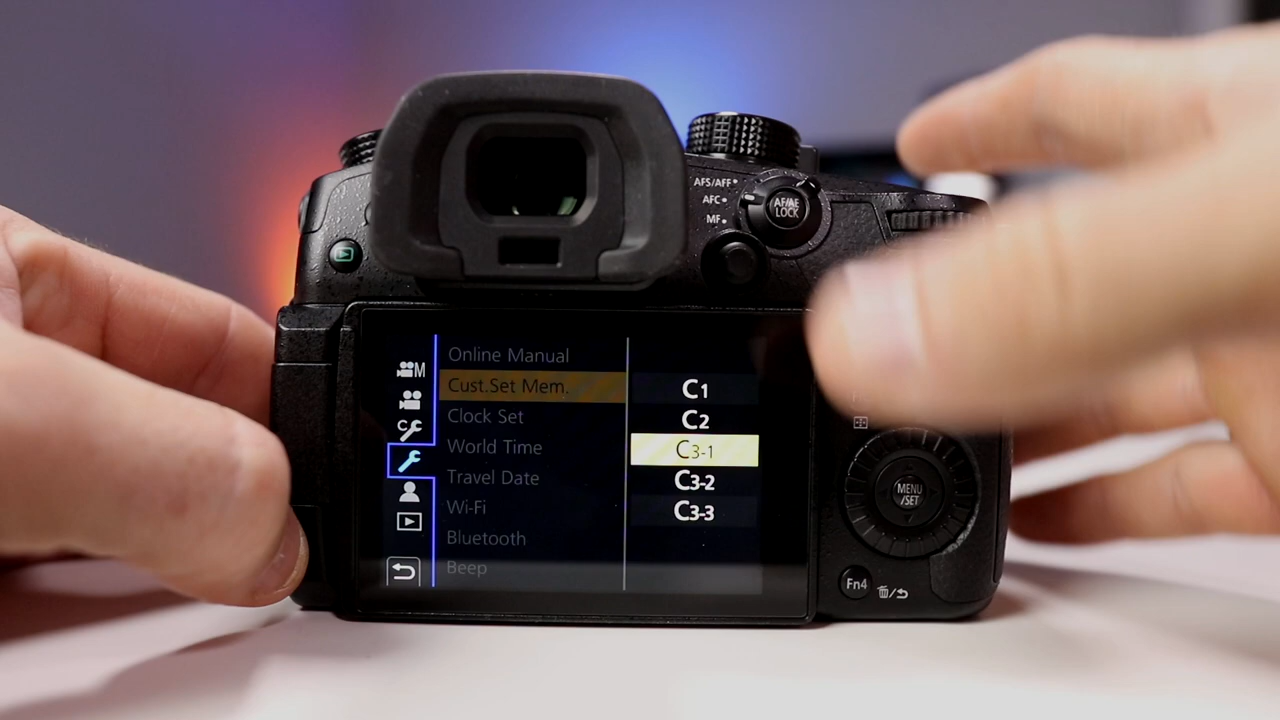 AFS/AFF
AFC
MF
AF/AE
LOCK
M
Online Manual
Cust.Set Mem.
Clock Set
World Time
Travel Date
Wi-Fi
Bluetooth
Beep
C
C1
C2
C3-1
C3-2
C3-3
MENU
/SET
Fn4